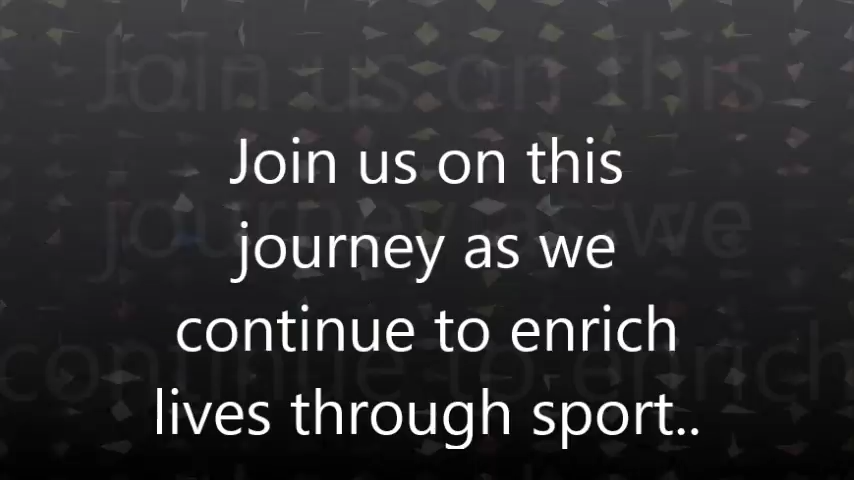 Join us on this
journey as we
continue to enrich
lives through sport..